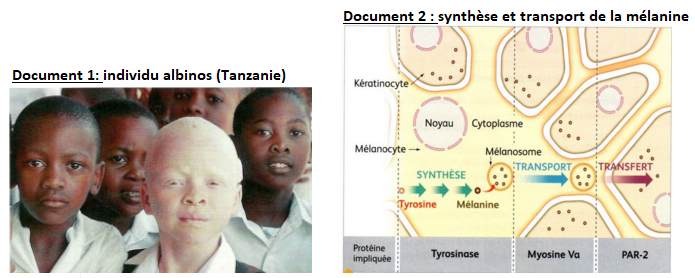 Document 1: individu albinos (Tanzanie)
Document 2 : synthèse et transport de la mélanine
Kératinocyte
Noyau
Cytoplasme
Mélanocyte
Mélanosome
SYNTHÈSE
TRANSPORT
TRANSFERT
Tyrosine
Mélanine
Protéine
impliquée
Tyrosinase
Myosine Va
PAR-2